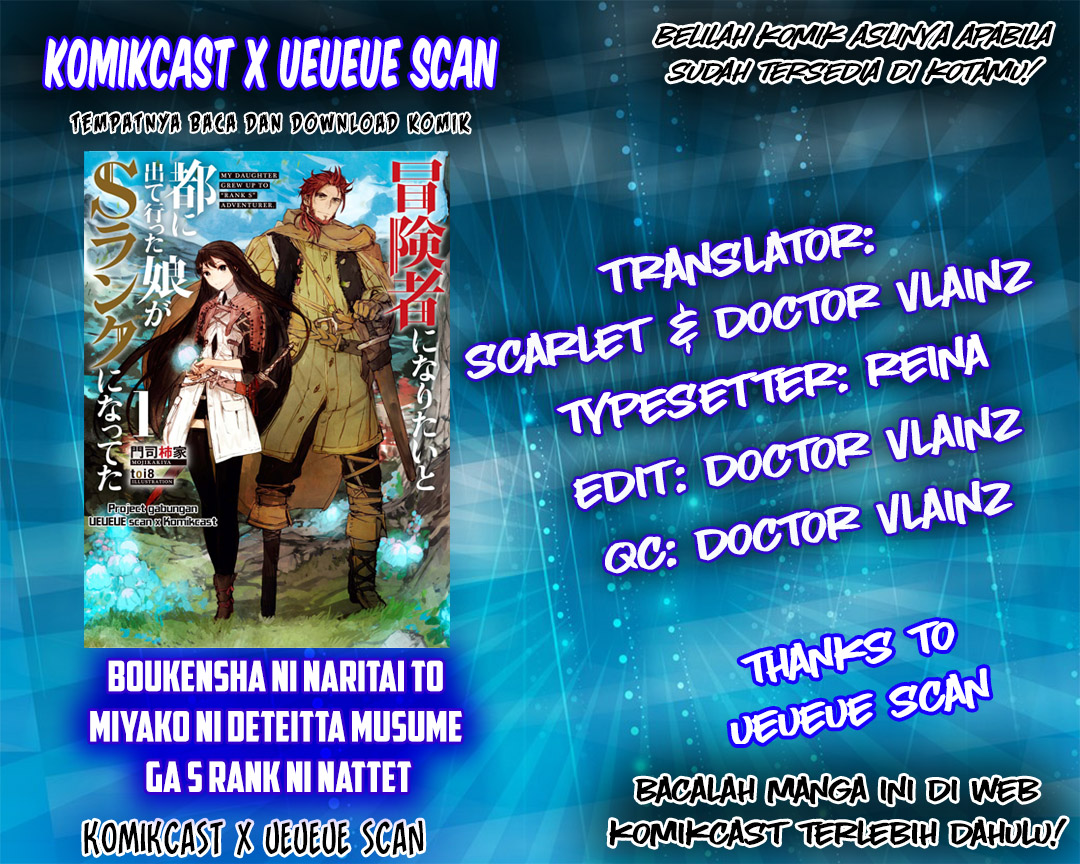 KOMIKCAST X UEUEUE SCAN
TEMPATNYA BACA DAN DOWNLOAD KOMIK
BELILAH KOMIK ASLINYA APABILA
SUDAH TERSEDIA DI KOTAMU!
冒険者になりたいと
都に
出て行った娘が
Sランクになってた
MY DAUGHTER
GREW UP TO
"RANK S"
ADVENTURER.
1
門司柿家
MOJIKAKIYA
toi8
ILLUSTRATION
Project gabungan
UEUEUE scan x Komikcast
BOUKENSHA NI NARITAI TO
MIYAKO NI DETEITTA MUSUME
GA S RANK NI NATTET
KOMIKCAST X UEUEUE SCAN
TRANSLATOR:
SCARLET & DOCTOR VLAINZ
TYPESETTER: REINA
EDIT: DOCTOR VLAINZ
QC: DOCTOR VLAINZ
THANKS TO
UEUEUE SCAN
BACALAH MANGA INI DI WEB
KOMIKCAST TERLEBIH DAHULU!